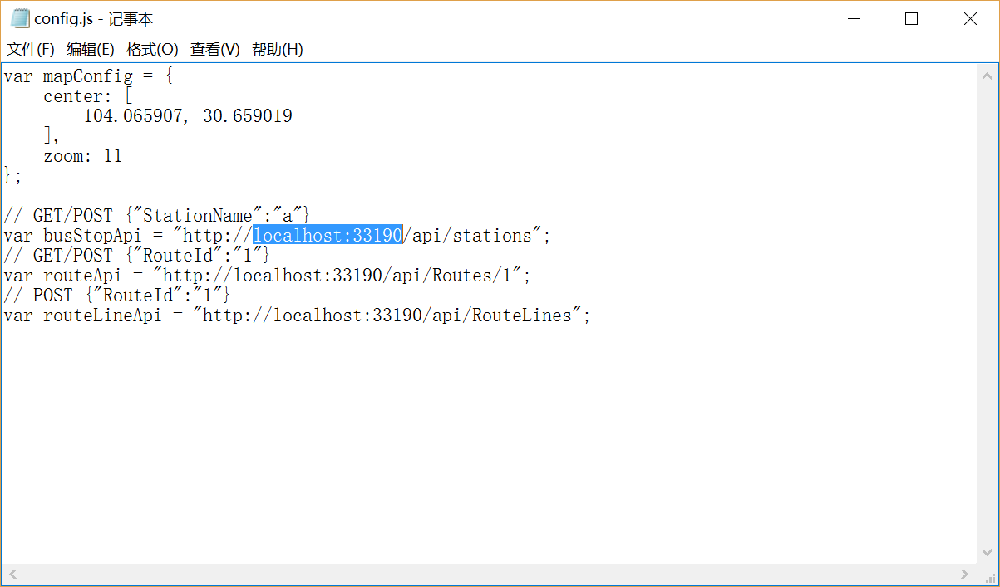 config.js - 记事本
文件(F) 编辑(E) 格式(O) 查看(V) 帮助(H)
var mapConfig = {
    center: [
        104.065907, 30.659019
    ],
    zoom: 11
};

// GET/POST {"StationName":"a"}
var busStopApi = "http://localhost:33190/api/stations";
// GET/POST {"RouteId":"1"}
var routeApi = "http://localhost:33190/api/Routes/1";
// POST {"RouteId":"1"}
var routeLineApi = "http://localhost:33190/api/RouteLines";